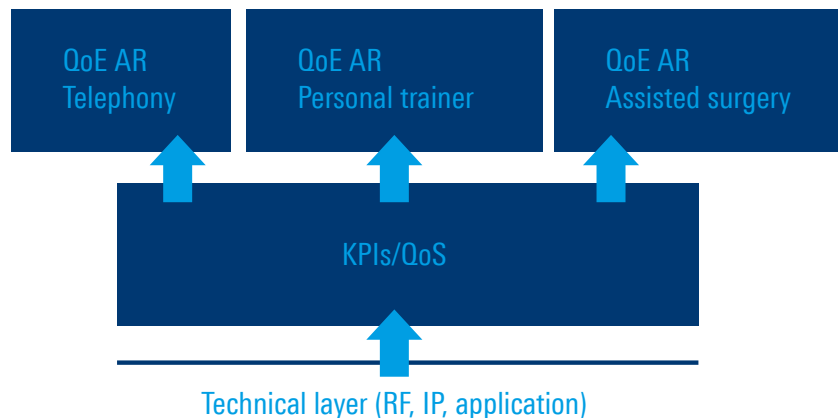 QoE AR
Telephony
QoE AR
Personal trainer
QoE AR
Assisted surgery
KPIs/QoS
Technical layer (RF, IP, application)